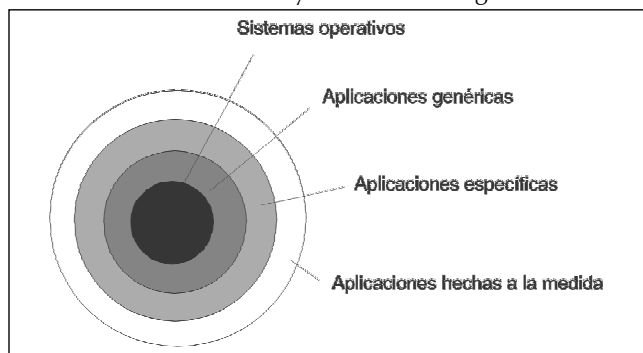 Sistemas operativos
Aplicaciones genéricas
Aplicaciones específicas
Aplicaciones hechas a la medida